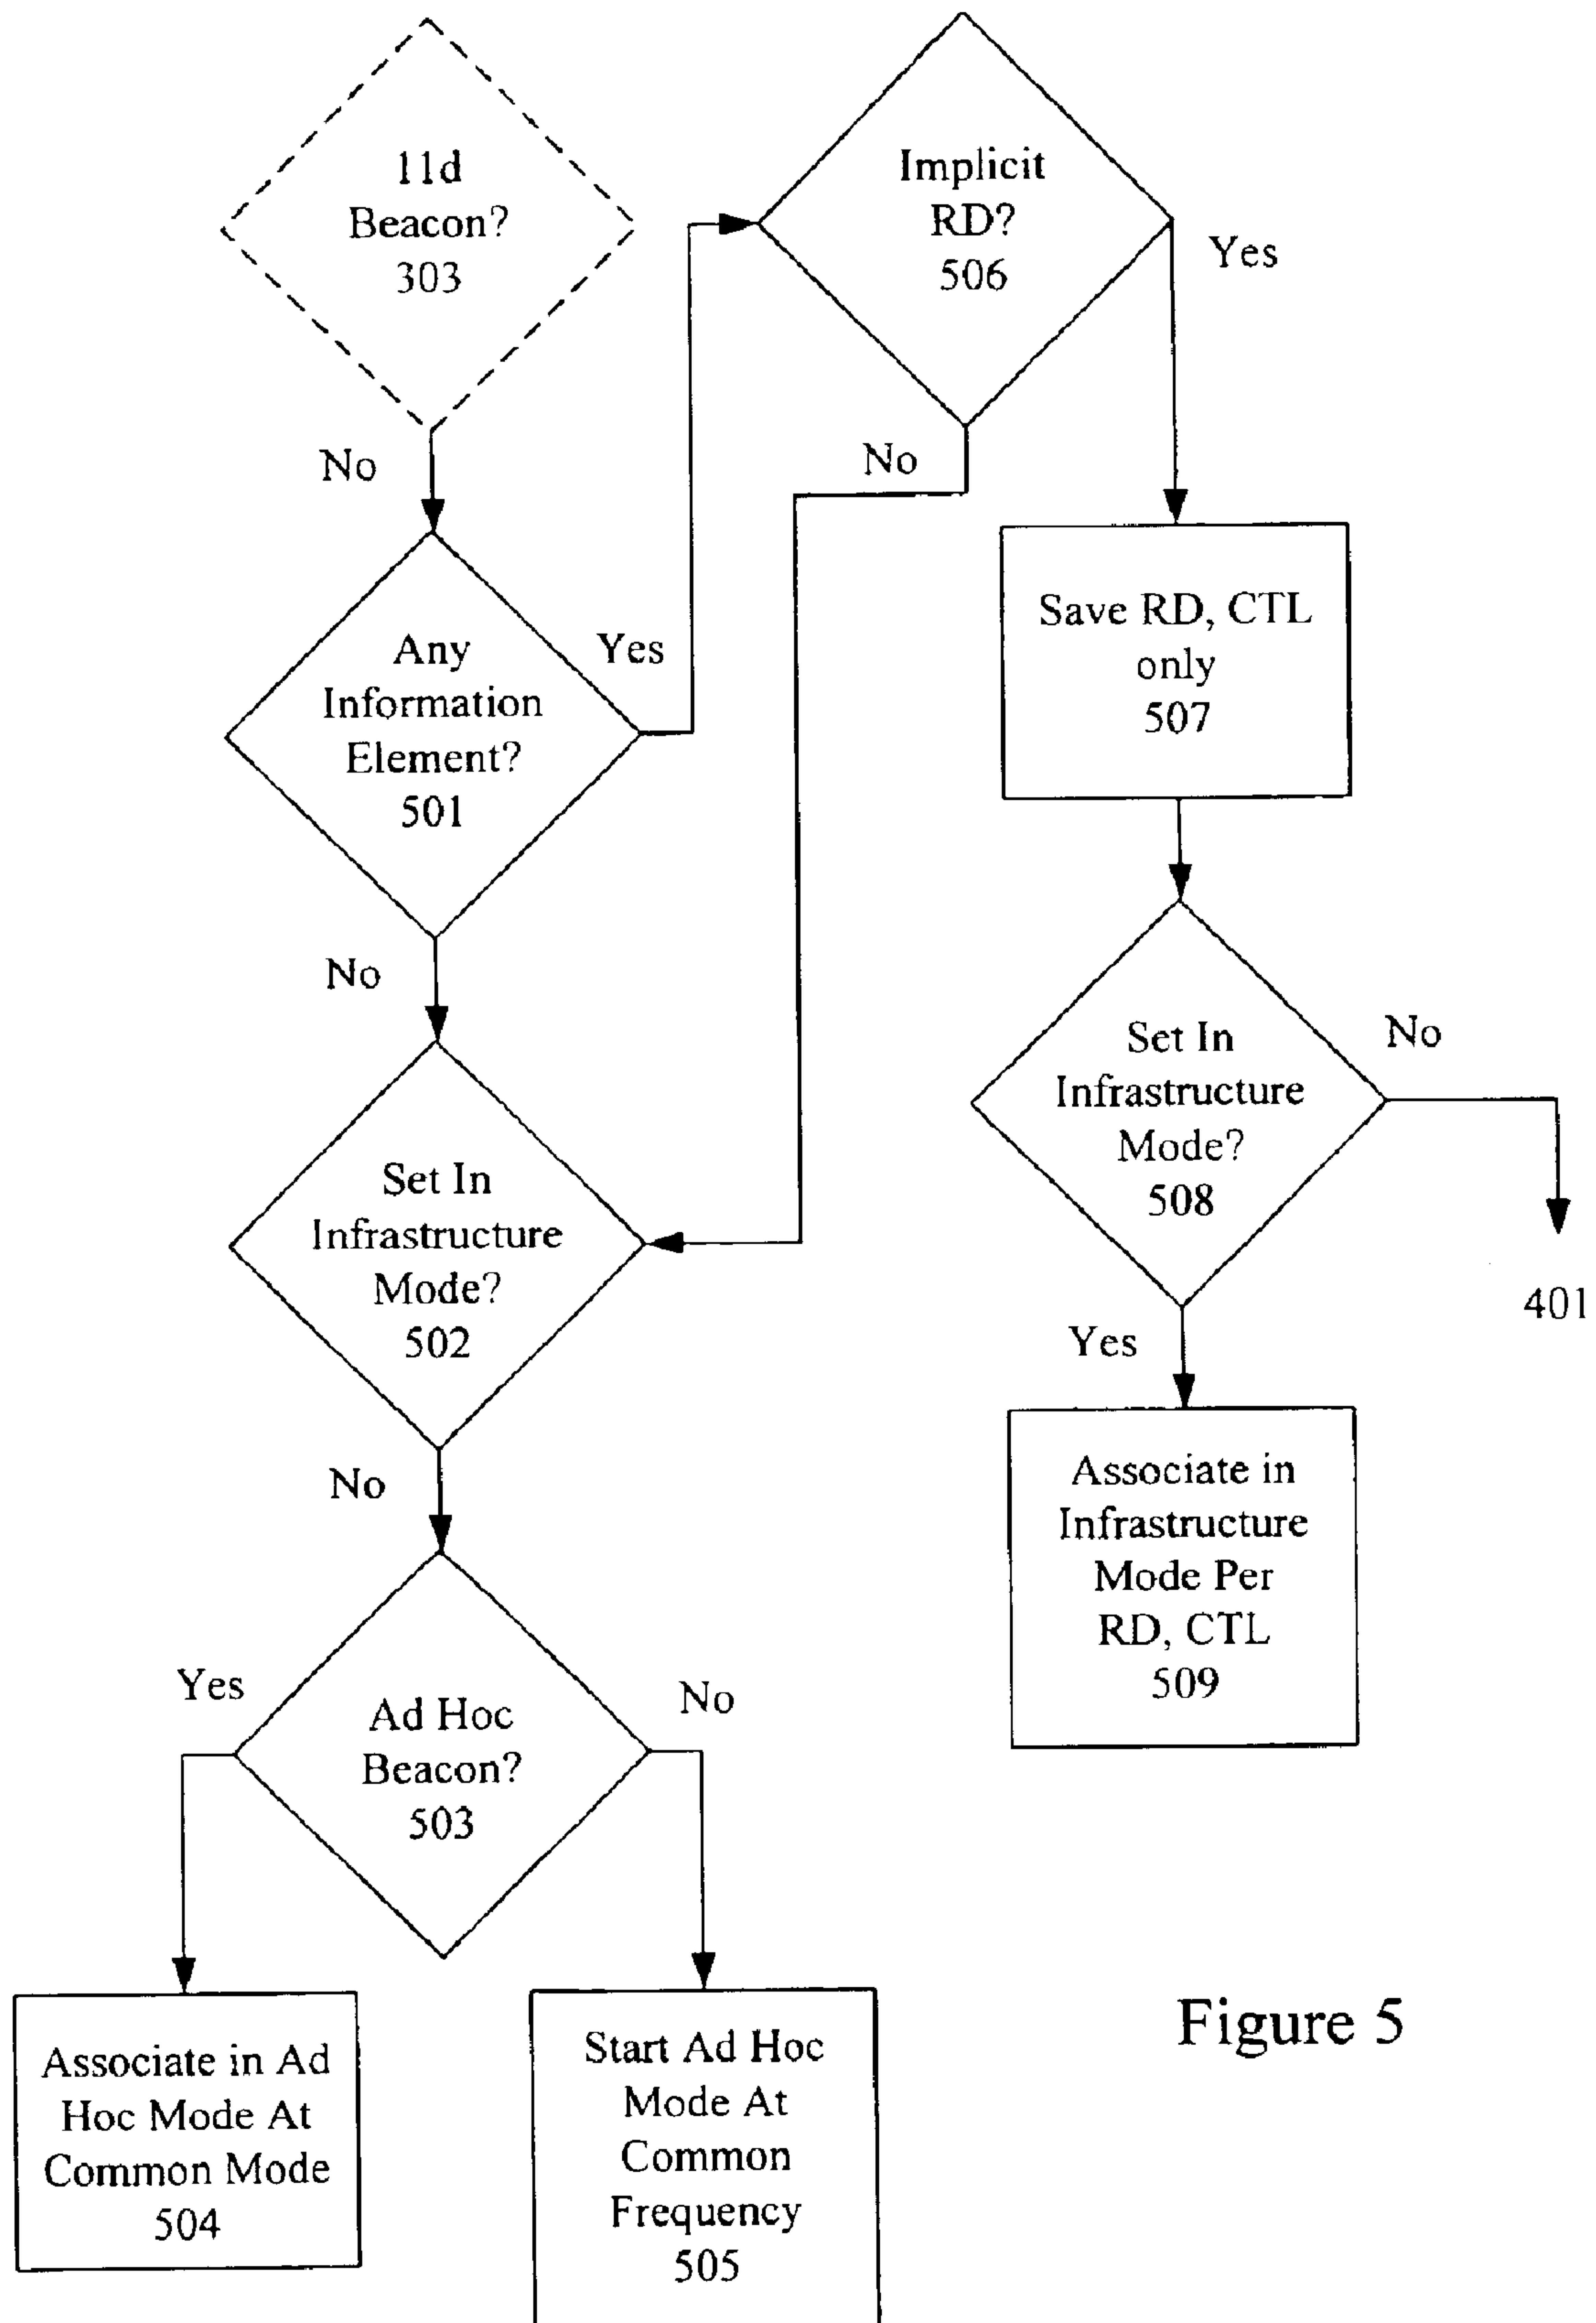 11d
Beacon?
303
No
Implicit
RD?
506
Yes
No
Any
Information
Element?
501
Yes
No
Save RD, CTL
only
507
Set In
Infrastructure
Mode?
508
No
401
Yes
Set In
Infrastructure
Mode?
502
No
Associate in
Infrastructure
Mode Per
RD, CTL
509
Ad Hoc
Beacon?
503
Yes
No
Associate in Ad
Hoc Mode At
Common Mode
504
Start Ad Hoc
Mode At
Common
Frequency
505
Figure 5